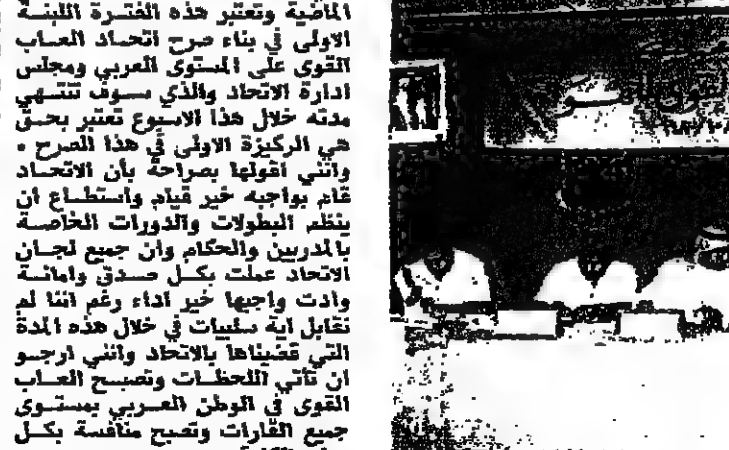 الماضية وتعتبر هذه الفترة اللبنة
الاولى في بناء صرح اتحاد العاب
القوى على المستوى العربي ومجلس
ادارة الاتحاد والذي سوف تنتهي
مدته خلال هذا الاسبوع تعتبر بحق
هي الركيزة الاولى في هذا الصرح .
وانني اقولها بصراحة بأن الاتحاد
قام بواجبه خير قيام واستطاع ان
ينظم البطولات والدورات الخاصة
بالمدربين والحكام وان جميع لجان
الاتحاد عملت بكل صدق وامانة
وادت واجبها خير اداء رغم اننا لم
نقابل اية سلبيات في خلال هذه المدة
التي قضيناها بالاتحاد وانني ارجو
ان تأتي اللحظات وتصبح العاب
القوى في الوطن العربي بمستوى
جميع القارات وتصبح منافسة بكل